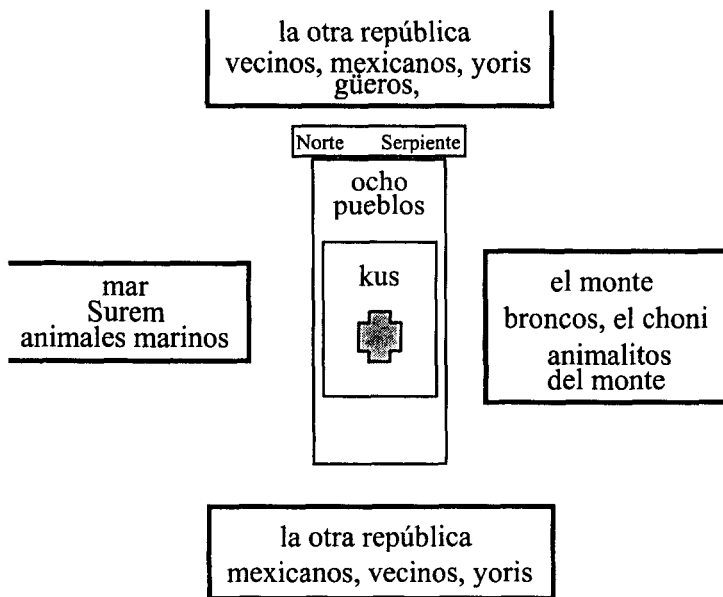 la otra república
vecinos, mexicanos, yoris
güeros,
Norte Serpiente
ocho
pueblos
kus
mar
Surem
animales marinos
el monte
broncos, el choni
animalitos
del monte
la otra república
mexicanos, vecinos, yoris